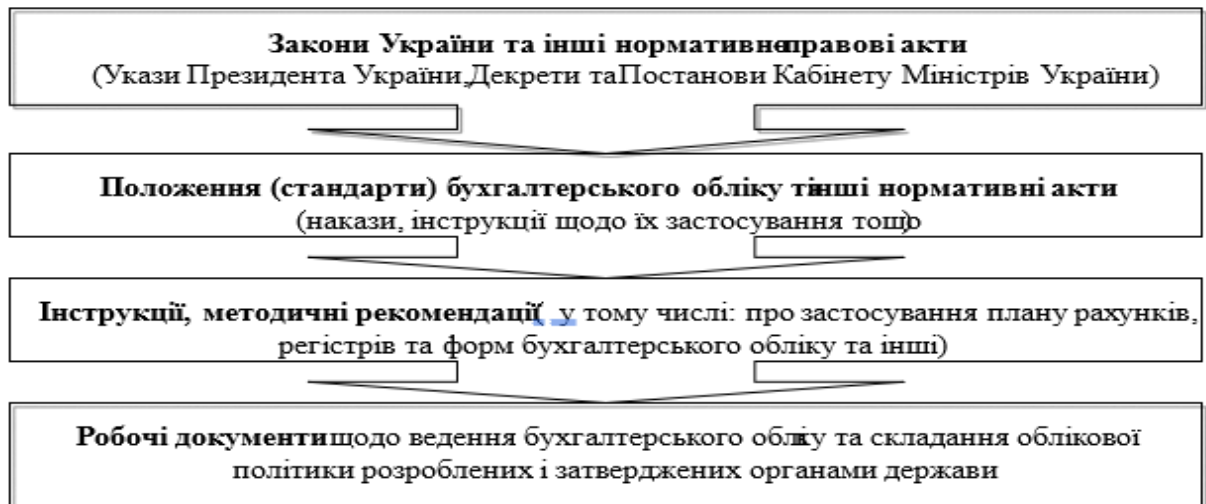 Закони України та інші нормативно-правові акти
(Укази Президента України, Декрети та Постанови Кабінету Міністрів України)
Положення (стандарти) бухгалтерського обліку та інші нормативні акти
(накази, інструкції щодо їх застосування тощо)
Інструкції, методичні рекомендації( у тому числі: про застосування плану рахунків,
регістрів та форм бухгалтерського обліку та інші)
Робочі документи щодо ведення бухгалтерського обліку та складання облікової
політики розроблених і затверджених органами держави